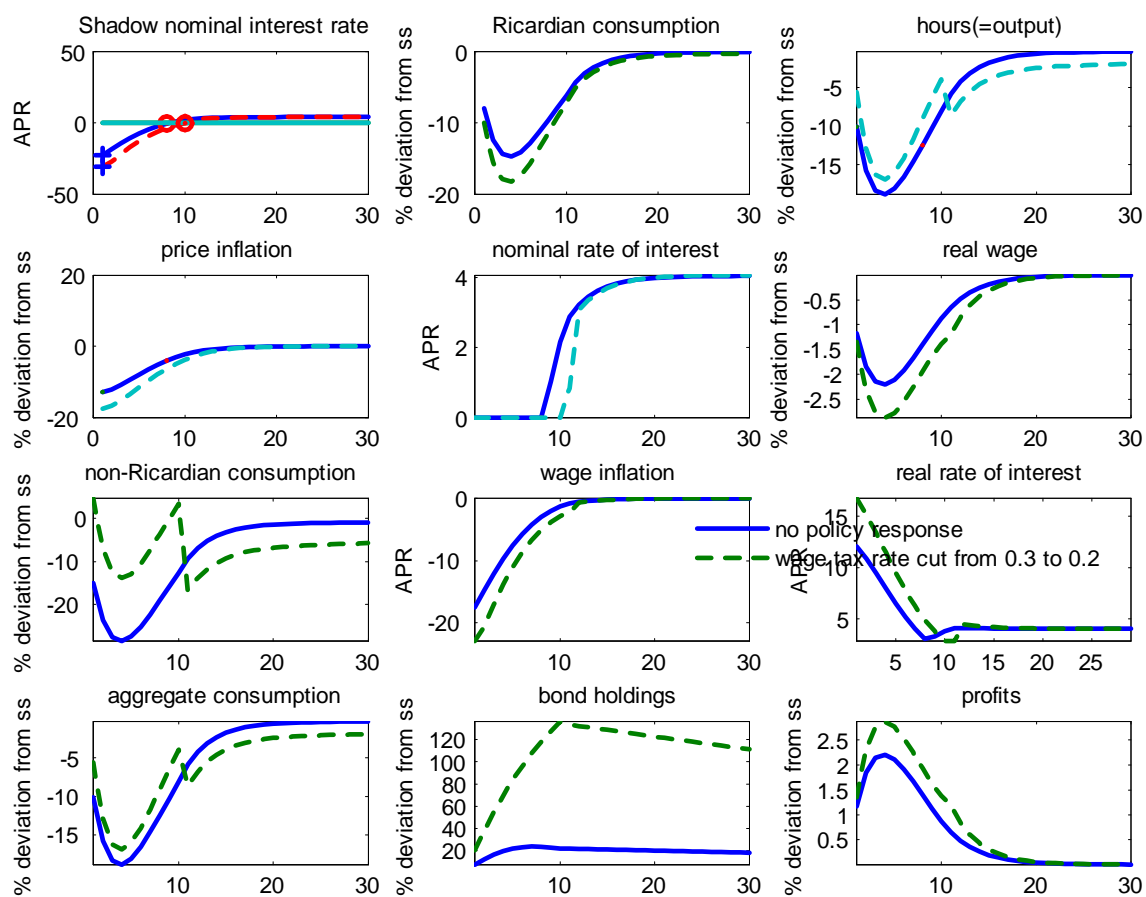 Shadow nominal interest rate
Ricardian consumption
hours(=output)
APR
% deviation from ss
% deviation from ss
50
0
-50
0 10 20 30
0
-10
-20
0 10 20 30
-5
-10
-15
10 20 30
price inflation
nominal rate of interest
real wage
% deviation from ss
APR
% deviation from ss
20
0
-20
0 10 20 30
4
2
0
10 20 30
-0.5
-1
-1.5
-2
-2.5
10 20 30
non-Ricardian consumption
wage inflation
real rate of interest
% deviation from ss
APR
APR
0
-10
-20
10 20 30
0
-10
-20
10 20 30
15
10
5
5 10 15 20 25
no policy response
wage tax rate cut from 0.3 to 0.2
aggregate consumption
bond holdings
profits
% deviation from ss
% deviation from ss
% deviation from ss
-5
-10
-15
10 20 30
120
100
80
60
40
20
10 20 30
2.5
2
1.5
1
0.5
10 20 30